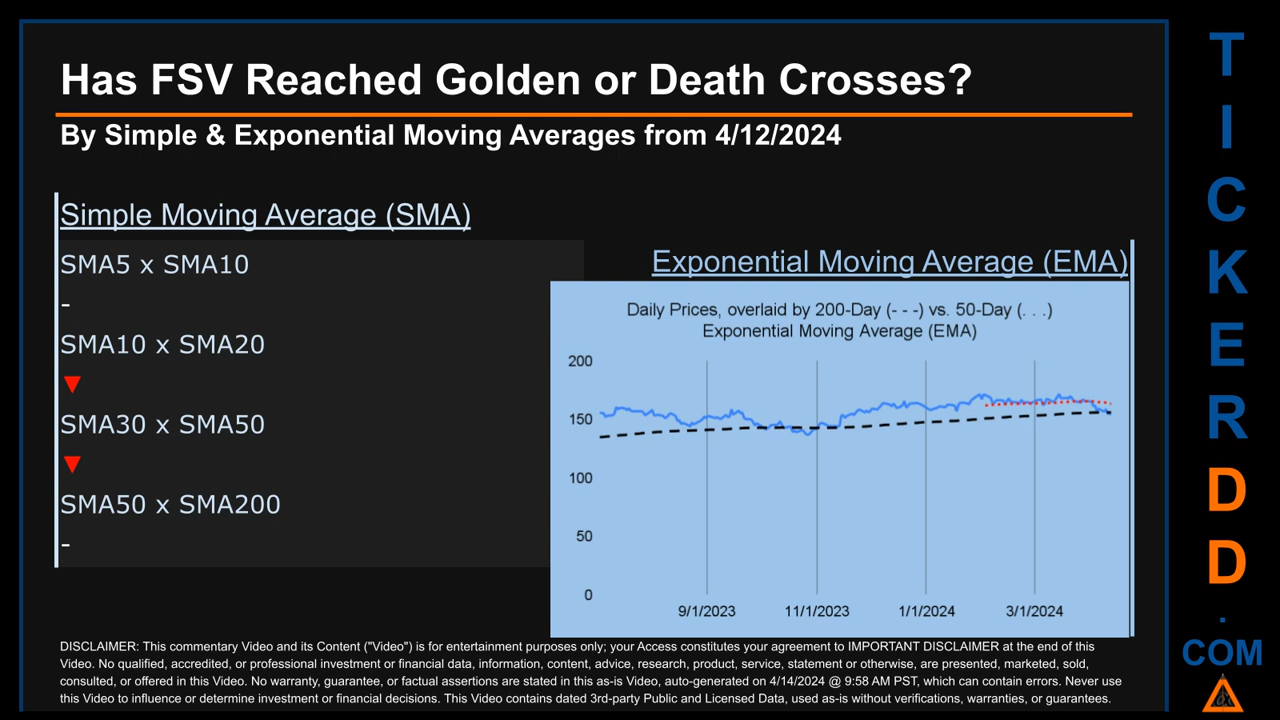 Has FSV Reached Golden or Death Crosses?
By Simple & Exponential Moving Averages from 4/12/2024
Simple Moving Average (SMA)
SMA5 x SMA10
-
SMA10 x SMA20
▼
SMA30 x SMA50
▼
SMA50 x SMA200
-
Exponential Moving Average (EMA)
Daily Prices, overlaid by 200-Day (- - -) vs. 50-Day (. . .)
Exponential Moving Average (EMA)
200
150
100
50
0
9/1/2023 11/1/2023 1/1/2024 3/1/2024
DISCLAIMER: This commentary Video and its Content ("Video") is for entertainment purposes only; your Access constitutes your agreement to IMPORTANT DISCLAIMER at the end of this
Video. No qualified, accredited, or professional investment or financial data, information, content, advice, research, product, service, statement or otherwise, are presented, marketed, sold,
consulted, or offered in this Video. No warranty, guarantee, or factual assertions are stated in this as-is Video, auto-generated on 4/14/2024 @ 9:58 AM PST, which can contain errors. Never use
this Video to influence or determine investment or financial decisions. This Video contains dated 3rd-party Public and Licensed Data, used as-is without verifications, warranties, or guarantees.
T
I
C
K
E
R
D
D
.
COM